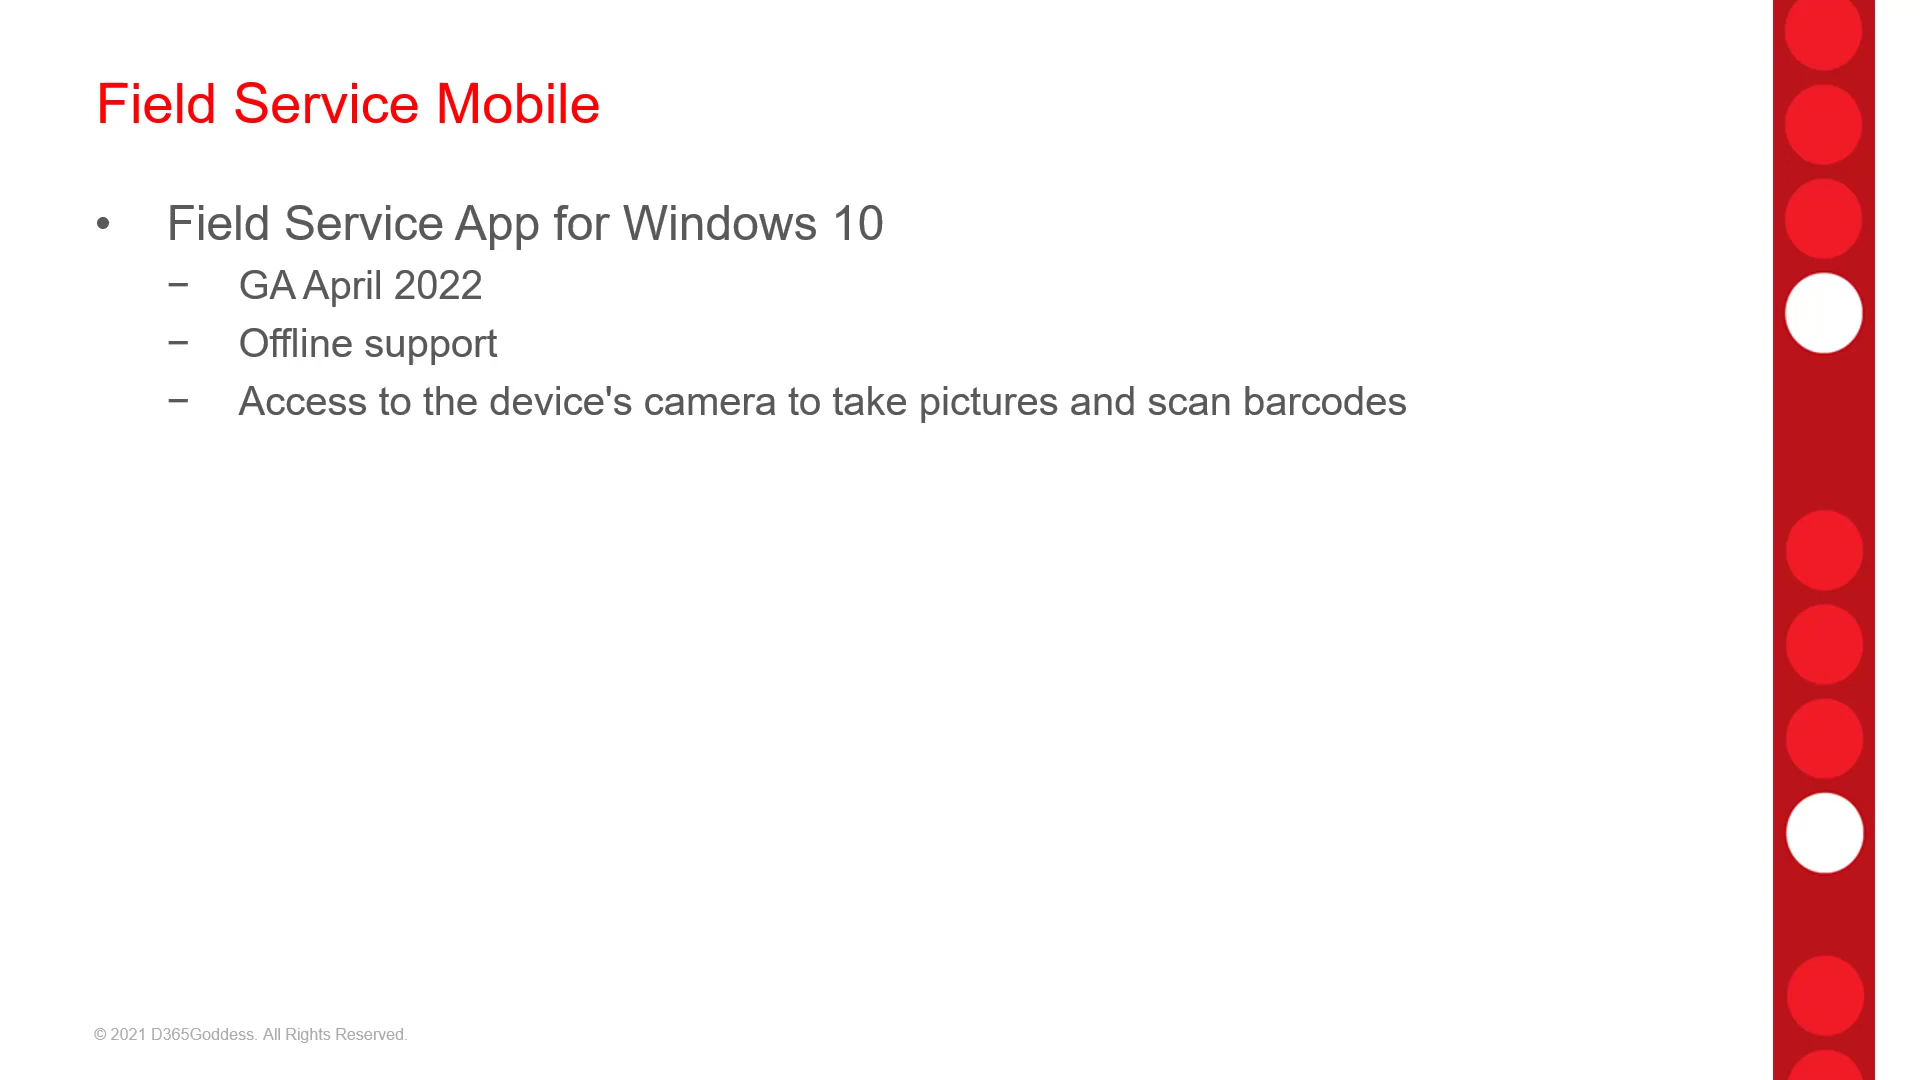 Field Service Mobile
• Field Service App for Windows 10
− GA April 2022
− Offline support
− Access to the device's camera to take pictures and scan barcodes
© 2021 D365Goddess. All Rights Reserved.